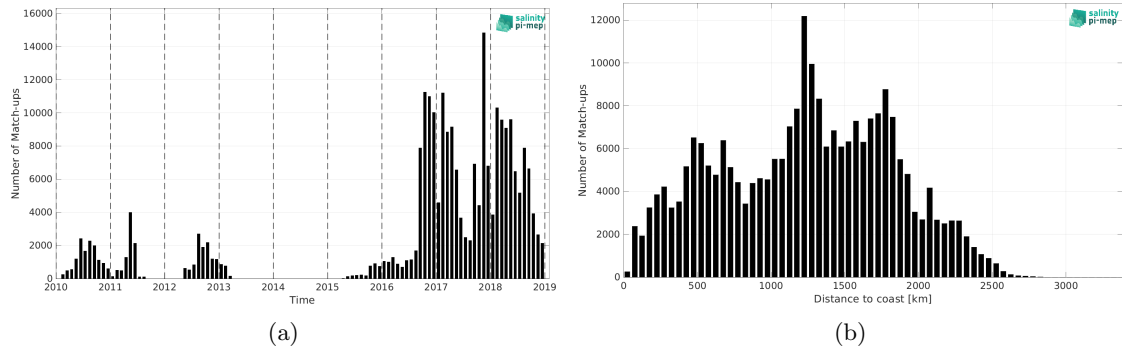 16000
14000
12000
10000
8000
6000
4000
2000
0
Number of Match-ups
2010 2011 2012 2013 2014 2015 2016 2017 2018 2019
Time
salinity
pi-mep
(a)
12000
10000
8000
6000
4000
2000
0
Number of Match-ups
0 500 1000 1500 2000 2500 3000
Distance to coast [km]
salinity
pi-mep
(b)